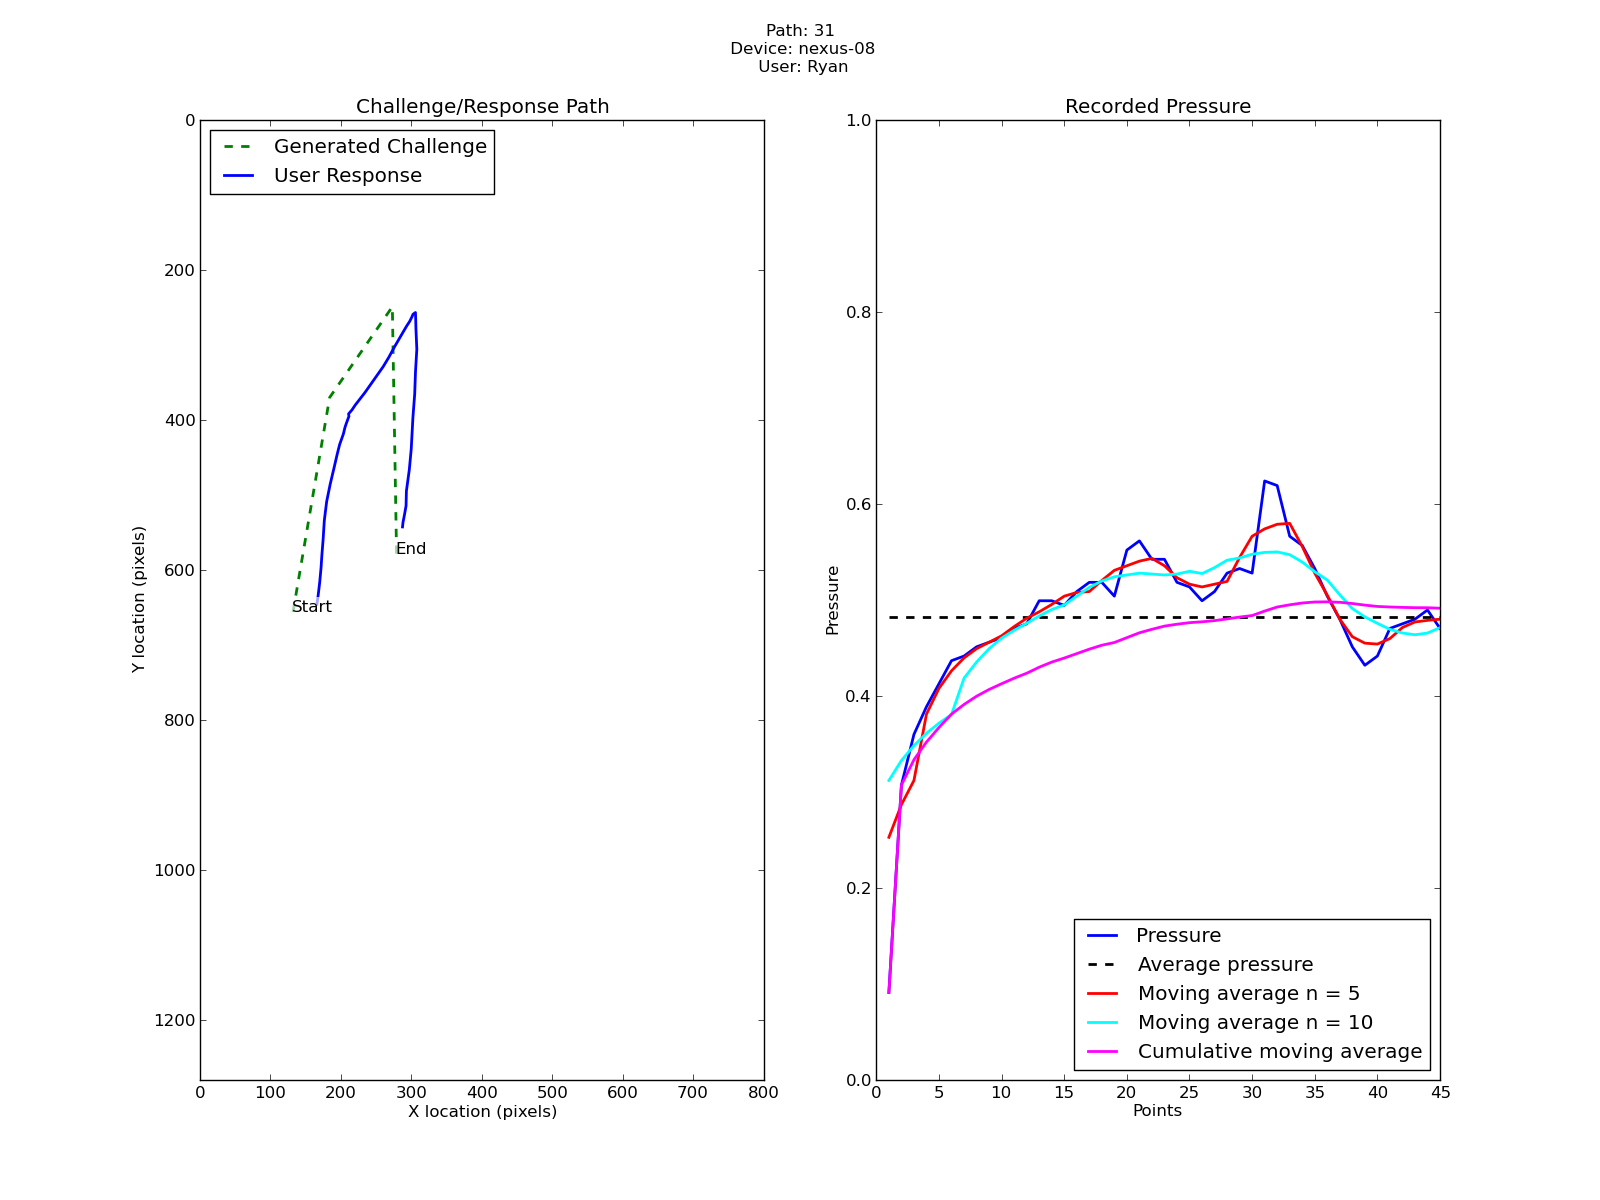 Path: 31
Device: nexus-08
User: Ryan
Challenge/Response Path
Generated Challenge
User Response
0
200
400
600
800
1000
1200
Y location (pixels)
Start
End
0 100 200 300 400 500 600 700 800
X location (pixels)
Recorded Pressure
1.0
0.8
0.6
0.4
0.2
0.0
Pressure
Pressure
Average pressure
Moving average n = 5
Moving average n = 10
Cumulative moving average
0 5 10 15 20 25 30 35 40 45
Points